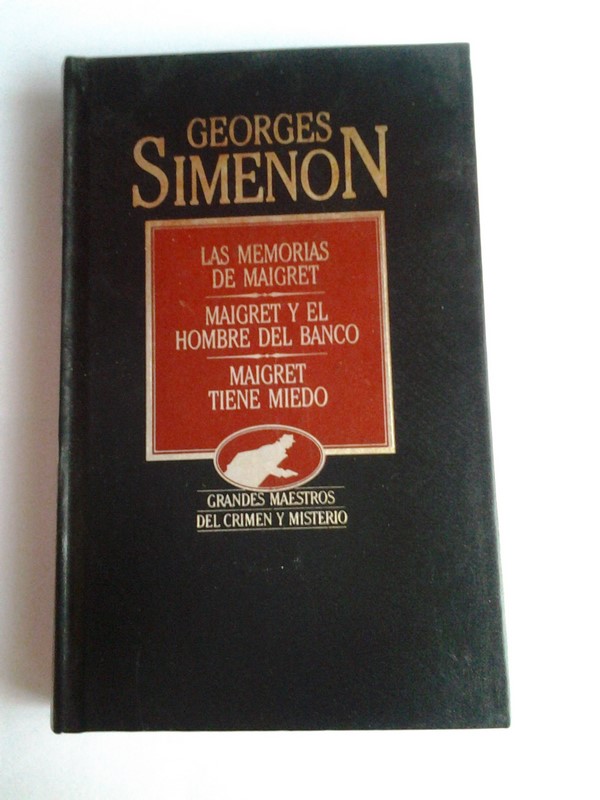 GEORGES
SIMENON
LAS MEMORIAS
DE MAIGRET
MAIGRET Y EL
HOMBRE DEL BANCO
MAIGRET
TIENE MIEDO
GRANDES MAESTROS
DEL CRIMEN Y MISTERIO